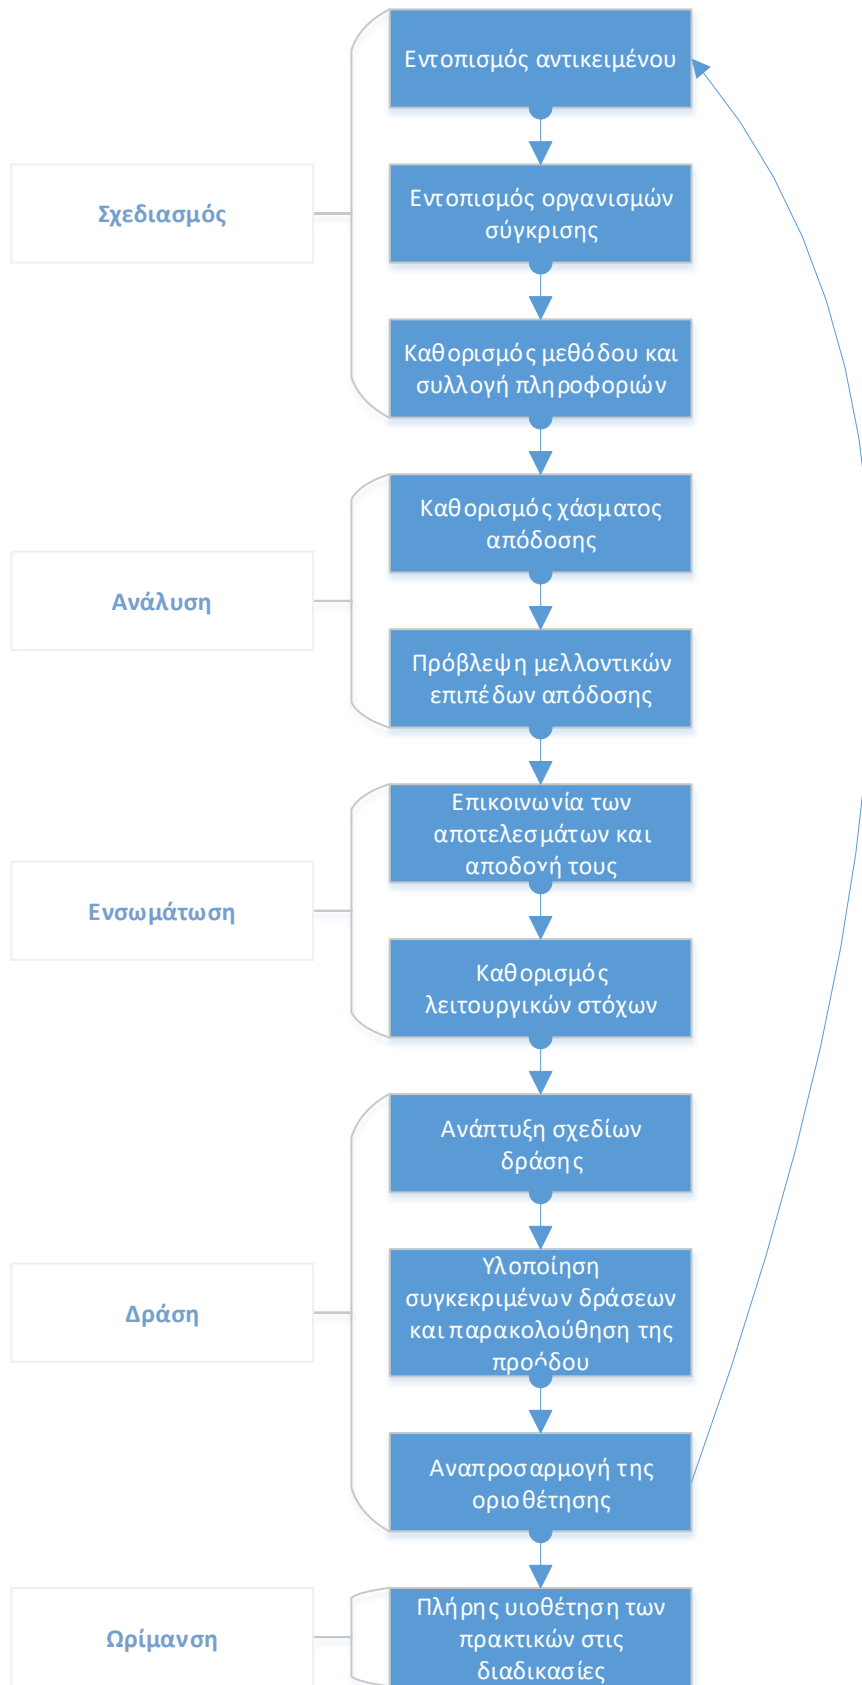 Σχεδιασμός
Εντοπισμός αντικειμένου
Εντοπισμός οργανισμών
σύγκρισης
Καθορισμός μεθόδου και
συλλογή πληροφοριών
Ανάλυση
Καθορισμός χάσματος
απόδοσης
Πρόβλεψη μελλοντικών
επιπέδων απόδοσης
Ενσωμάτωση
Επικοινωνία των
αποτελεσμάτων και
αποδοχή τους
Καθορισμός
λειτουργικών στόχων
Δράση
Ανάπτυξη σχεδίων
δράσης
Υλοποίηση
συγκεκριμένων δράσεων
και παρακολούθηση της
προόδου
Αναπροσαρμογή της
οριοθέτησης
Ωρίμανση
Πλήρης υιοθέτηση των
πρακτικών στις
διαδικασίες